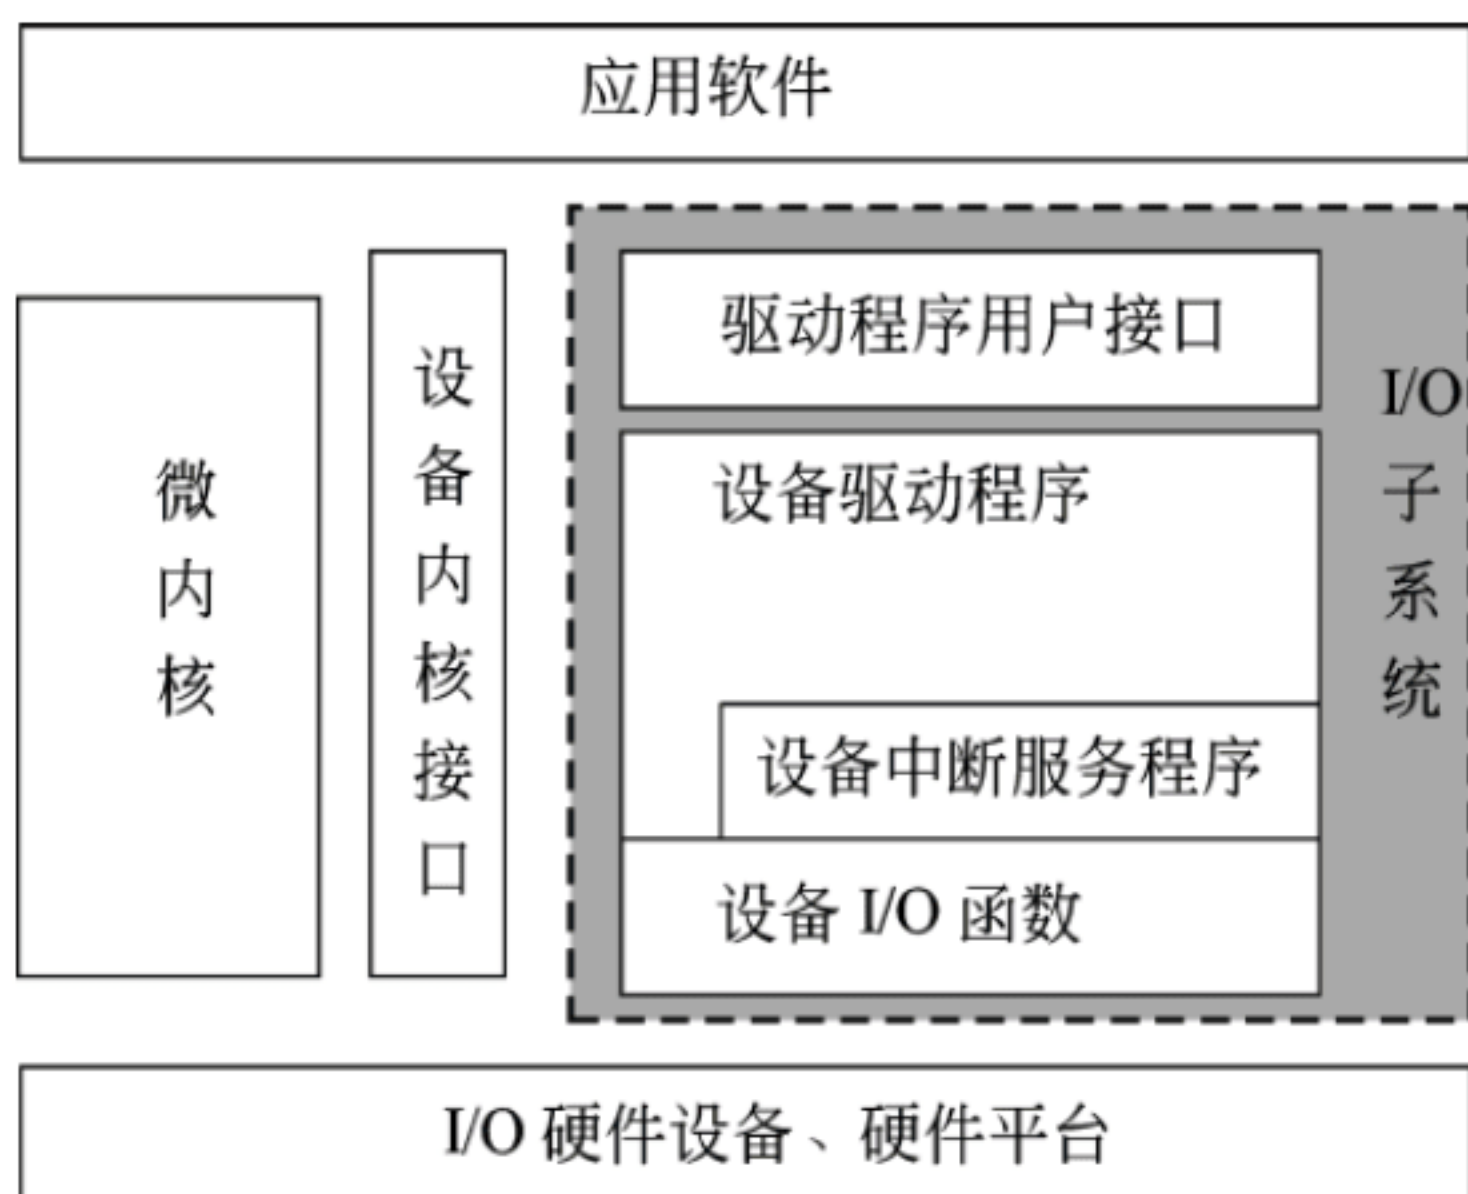 应用软件
微内核
设备内核接口
驱动程序用户接口
设备驱动程序
设备中断服务程序
设备 I/O 函数
I/O子系统
I/O 硬件设备、硬件平台